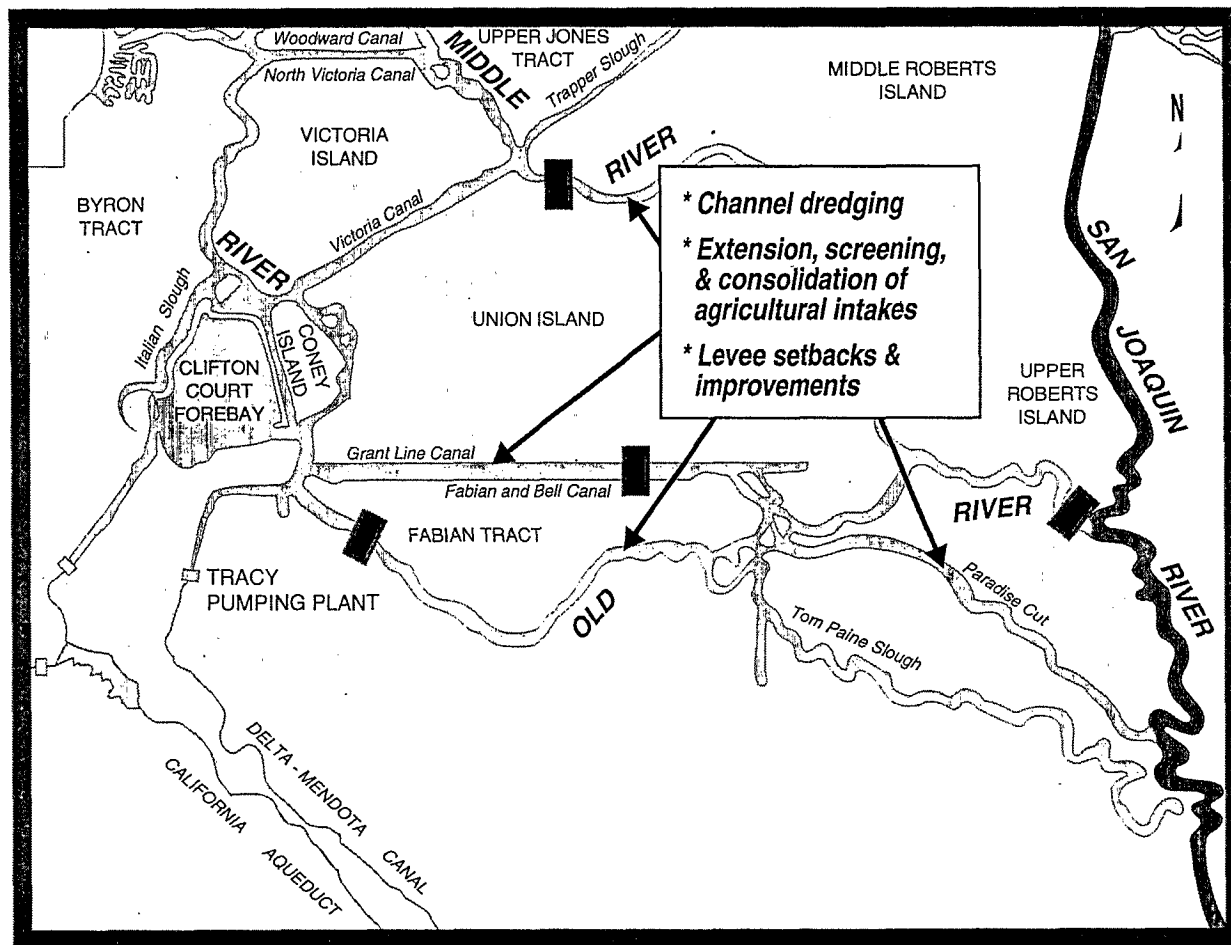 Woodward Canal
North Victoria Canal
MIDDLE
UPPER JONES
TRACT
Trapper Slough
MIDDLE ROBERTS
ISLAND
N
VICTORIA
ISLAND
RIVER
BYRON
TRACT
Victoria Canal
RIVER
* Channel dredging
* Extension, screening,
& consolidation of
agricultural intakes
* Levee setbacks &
improvements
SAN
JOAQUIN
RIVER
Italian Slough
UNION ISLAND
CONEY
ISLAND
CLIFTON
COURT
FOREBAY
UPPER
ROBERTS
ISLAND
Grant Line Canal
Fabian and Bell Canal
RIVER
FABIAN TRACT
TRACY
PUMPING PLANT
OLD
Paradise Cut
Tom Paine Slough
DELTA - MENDOTA
CANAL
CALIFORNIA
AQUEDUCT